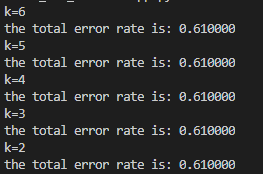 k=6
the total error rate is: 0.610000
k=5
the total error rate is: 0.610000
k=4
the total error rate is: 0.610000
k=3
the total error rate is: 0.610000
k=2
the total error rate is: 0.610000